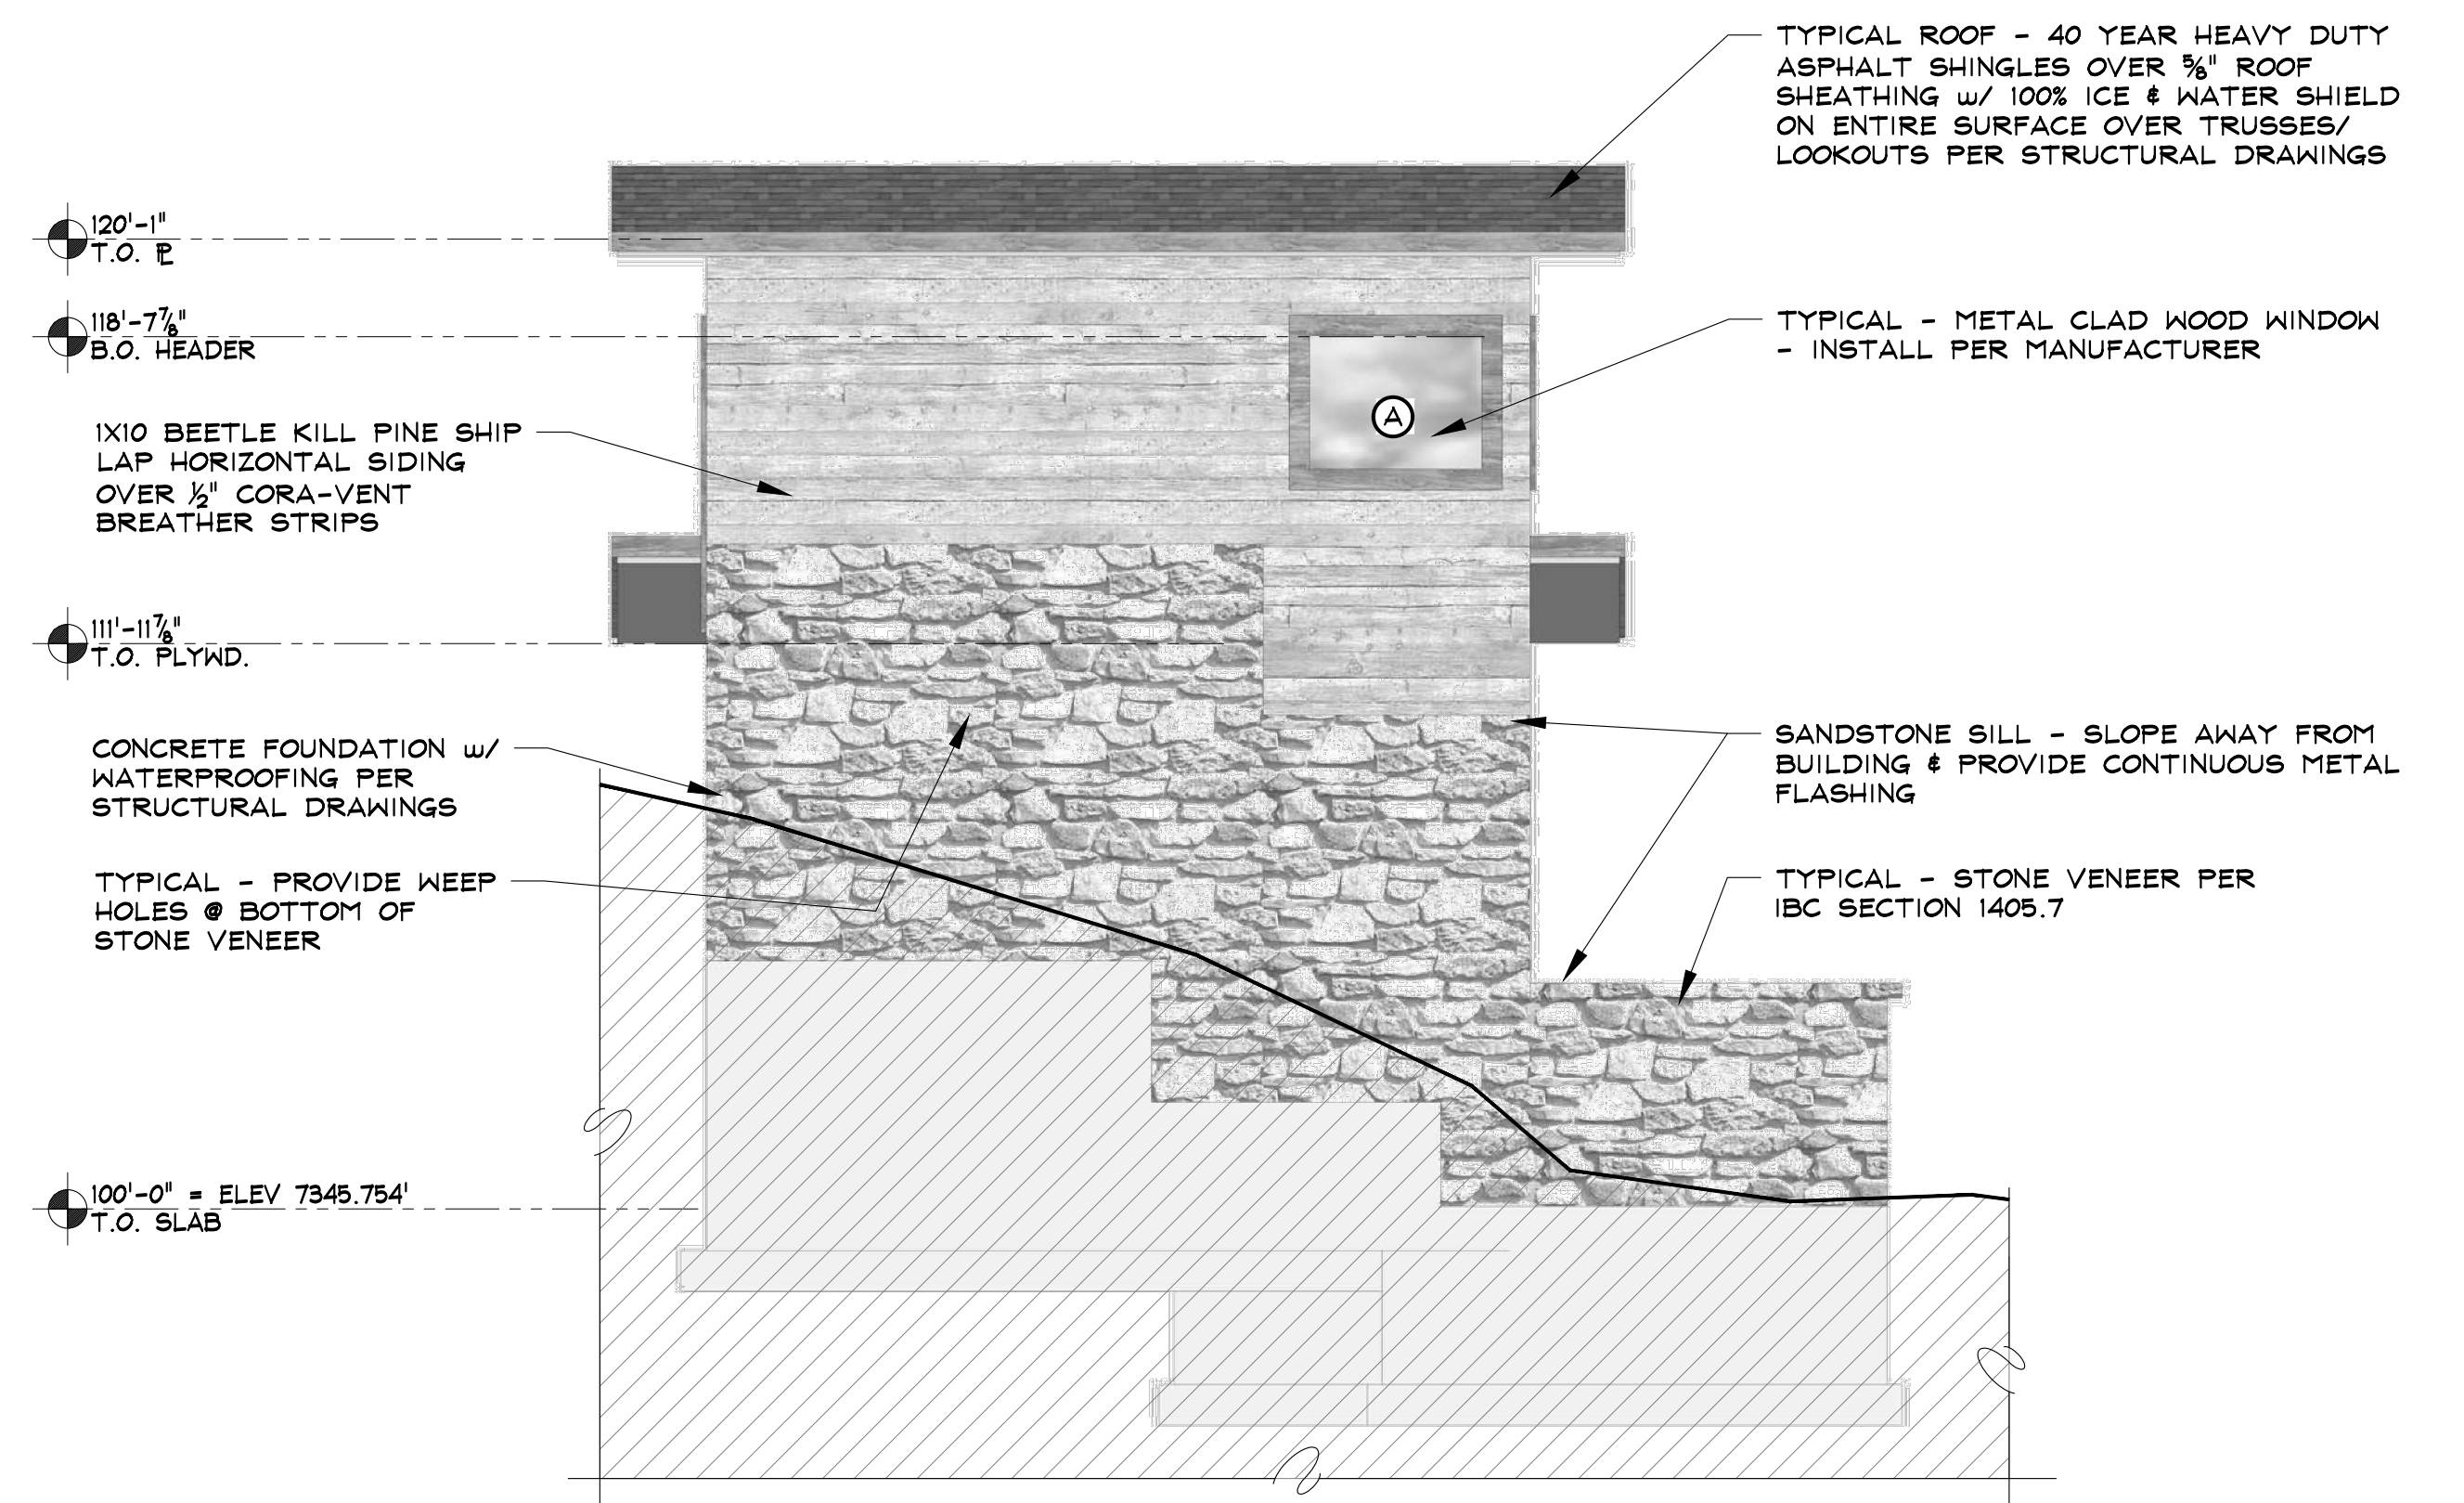 TYPICAL ROOF - 40 YEAR HEAVY DUTY
ASPHALT SHINGLES OVER ⅝" ROOF
SHEATHING w/ 100% ICE & WATER SHIELD
ON ENTIRE SURFACE OVER TRUSSES/
LOOKOUTS PER STRUCTURAL DRAWINGS
120'-1"
T.O. PL
118'-7⅞"
B.O. HEADER
TYPICAL - METAL CLAD WOOD WINDOW
- INSTALL PER MANUFACTURER
A
1X10 BEETLE KILL PINE SHIP
LAP HORIZONTAL SIDING
OVER ½" CORA-VENT
BREATHER STRIPS
111'-11⅞"
T.O. PLYWD.
CONCRETE FOUNDATION w/
WATERPROOFING PER
STRUCTURAL DRAWINGS
SANDSTONE SILL - SLOPE AWAY FROM
BUILDING & PROVIDE CONTINUOUS METAL
FLASHING
TYPICAL - PROVIDE WEEP
HOLES @ BOTTOM OF
STONE VENEER
TYPICAL - STONE VENEER PER
IBC SECTION 1405.7
100'-0" = ELEV 7345.754'
T.O. SLAB